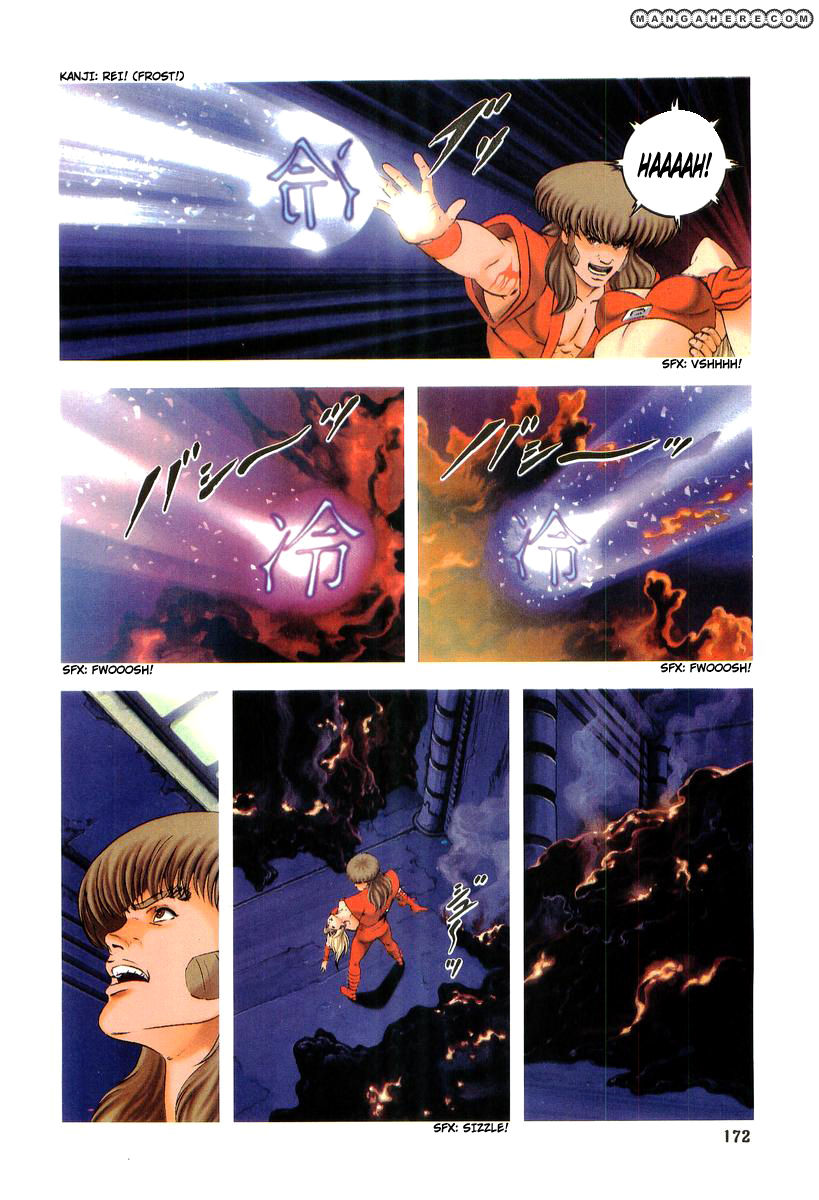 MANGAHERE.COM
KANJI: REI! (FROST!)
冷
ブッ
HAAAAH!
SFX: VSHHHH!
バシーッ
冷
バシーッ
冷
SFX: FWOOOSH!
SFX: FWOOOSH!
ジューッ
SFX: SIZZLE!
172